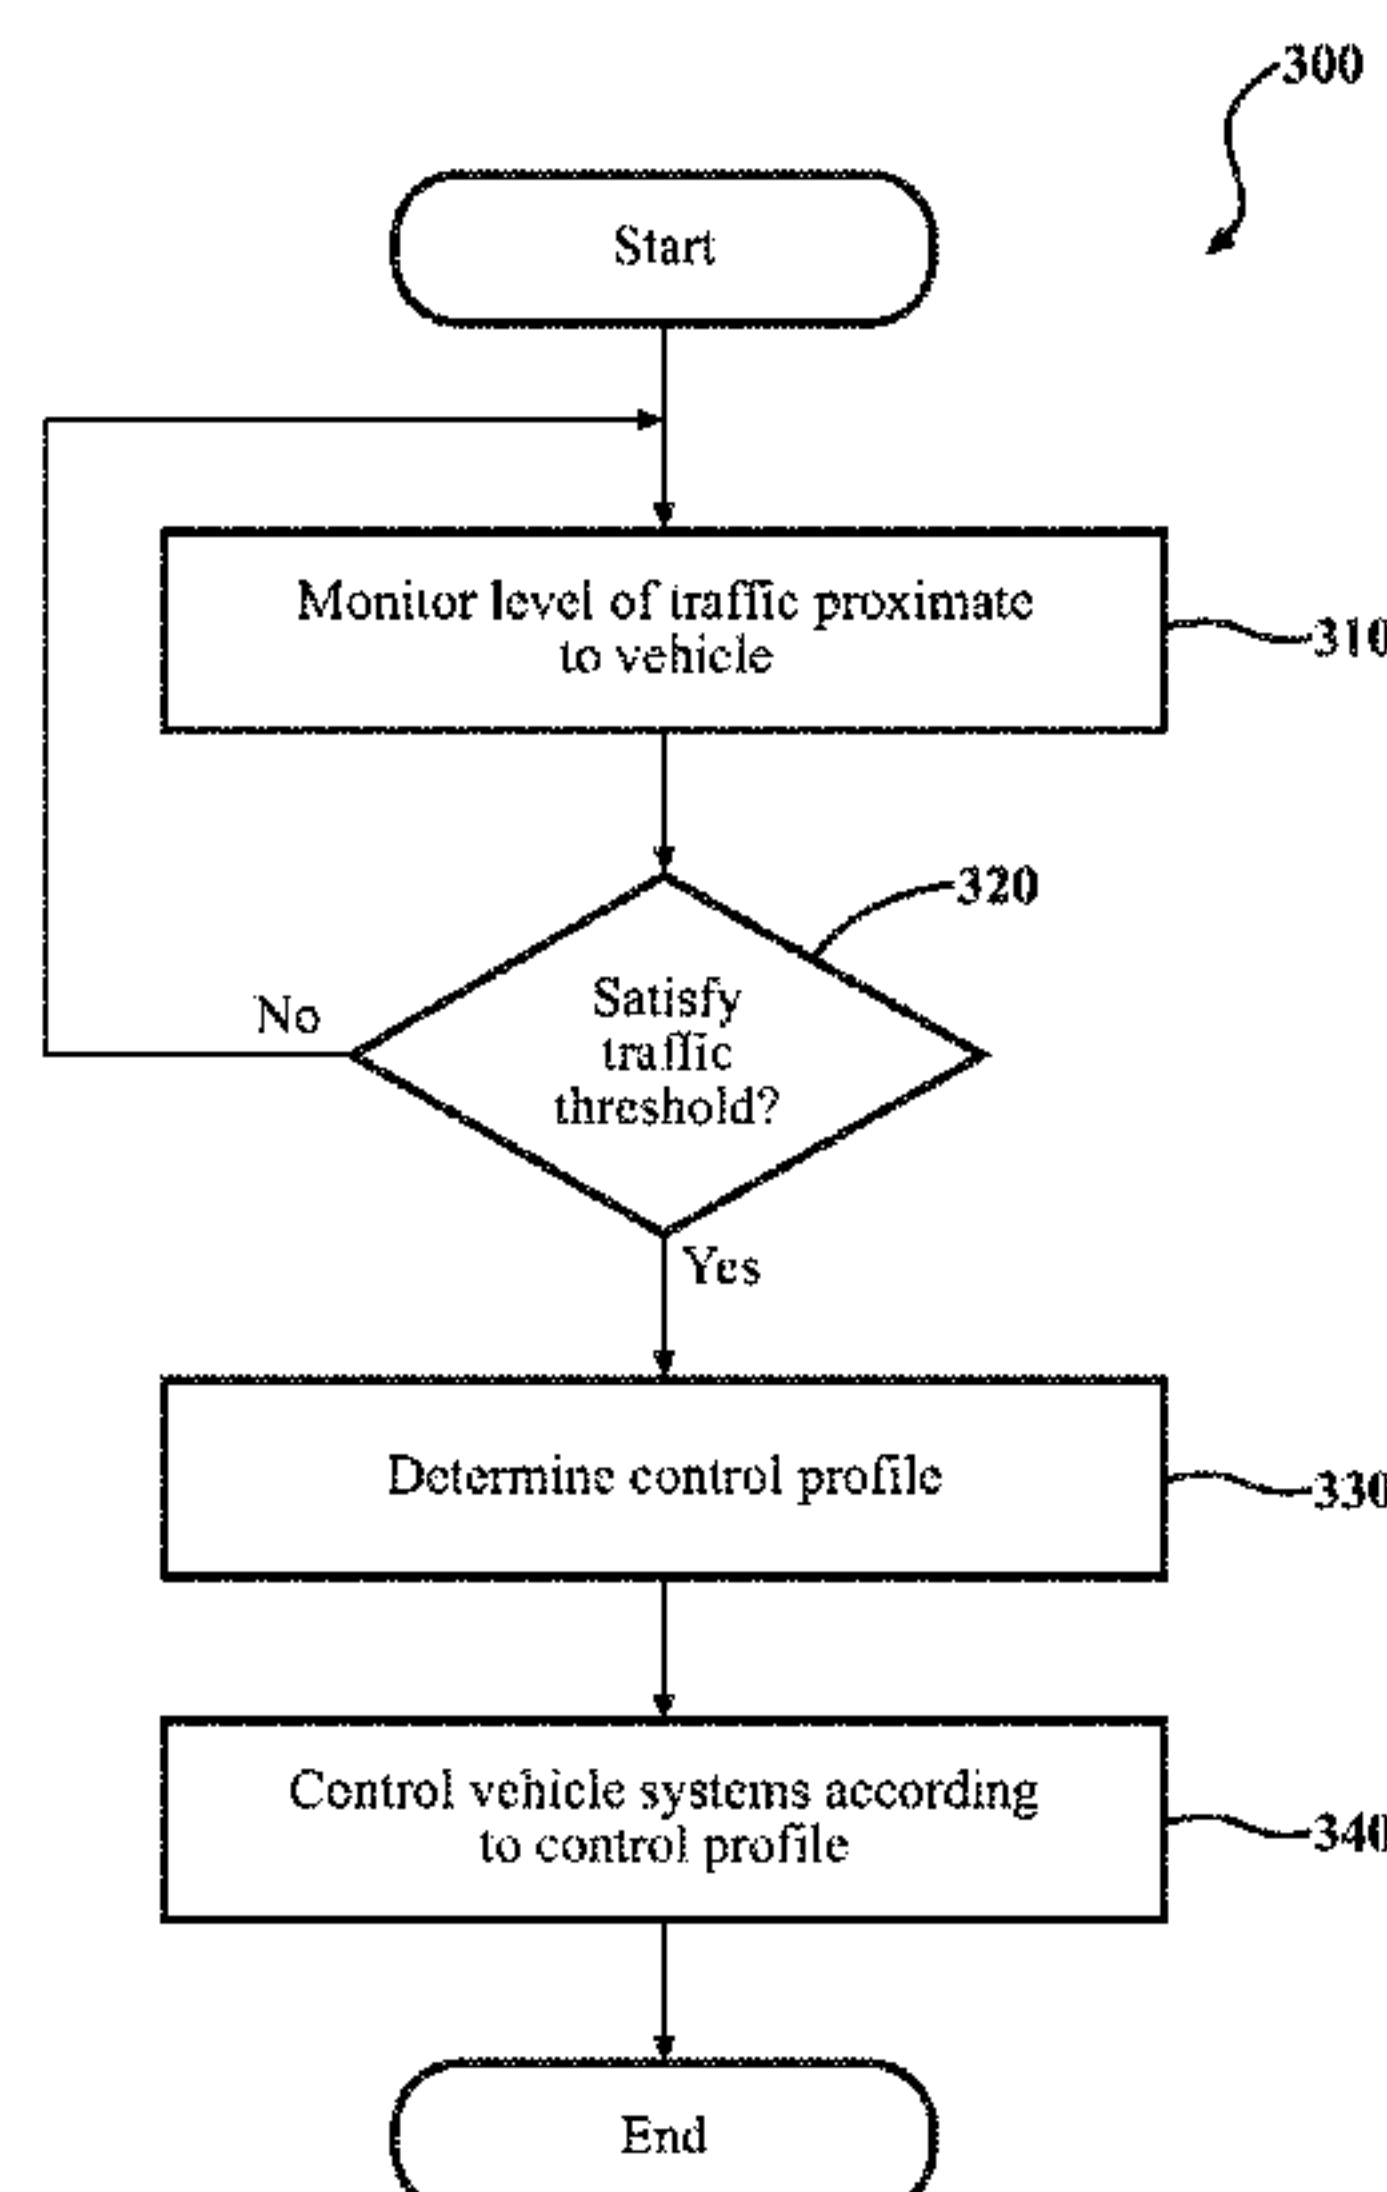 300
Start
Monitor level of traffic proximate
to vehicle
310
320
Satisfy
traffic
threshold?
No
Yes
Determine control profile
330
Control vehicle systems according
to control profile
340
End